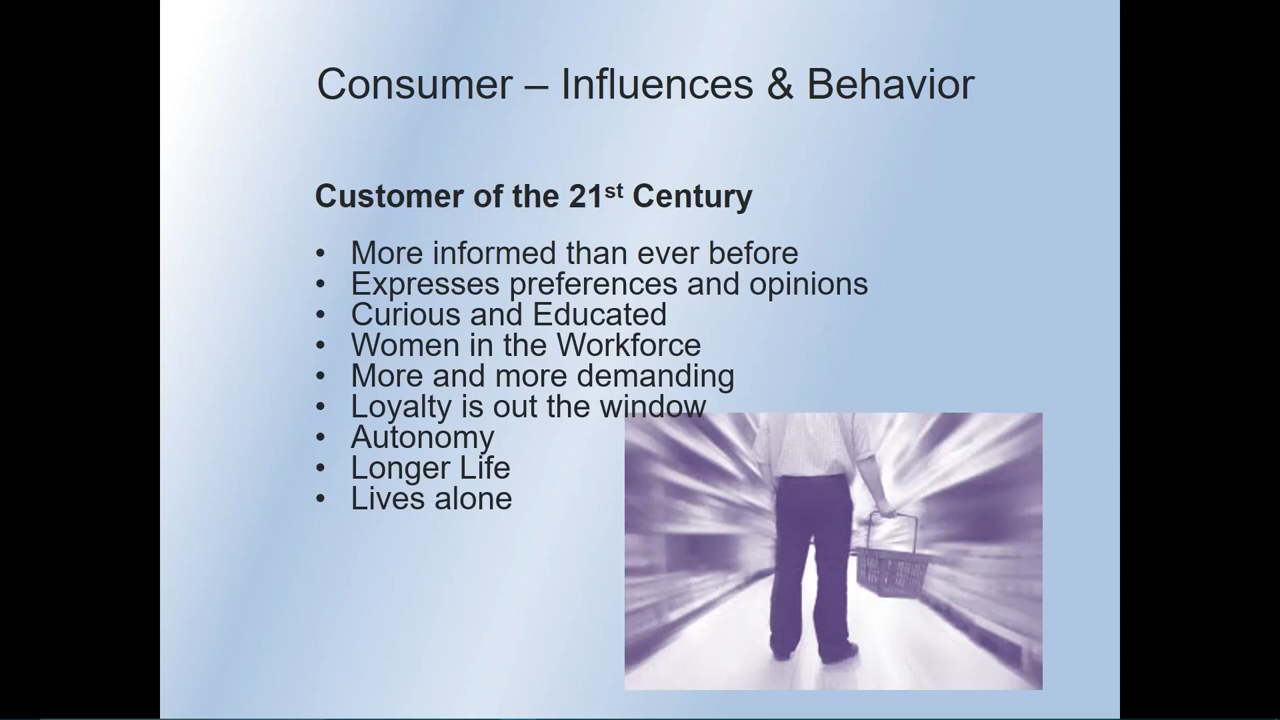 Consumer – Influences & Behavior
Customer of the 21st Century
• More informed than ever before
• Expresses preferences and opinions
• Curious and Educated
• Women in the Workforce
• More and more demanding
• Loyalty is out the window
• Autonomy
• Longer Life
• Lives alone